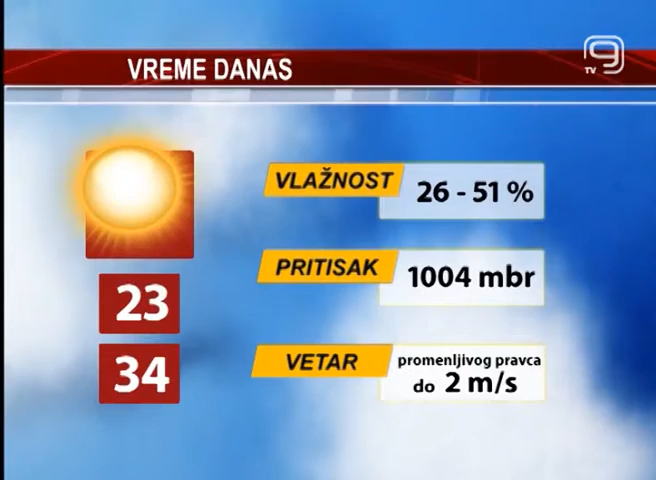 VREME DANAS
9
TV
VLAŽNOST
26 - 51 %
PRITISAK
1004 mbr
23
34
VETAR
promenljivog pravca
do 2 m/s